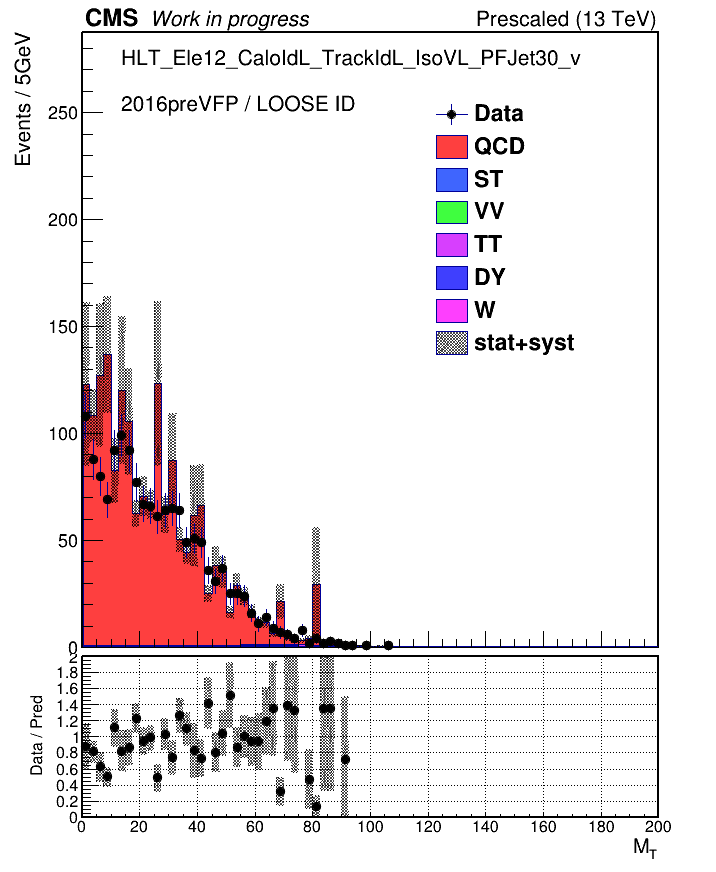 CMS Work in progress Prescaled (13 TeV)
HLT_Ele12_CaloIdL_TrackIdL_IsoVL_PFJet30_v
2016preVFP / LOOSE ID
Events / 5GeV
250
200
150
100
50
0
Data
QCD
ST
VV
TT
DY
W
stat+syst
Data / Pred
2
1.8
1.6
1.4
1.2
1
0.8
0.6
0.4
0.2
0
0 20 40 60 80 100 120 140 160 180 200
M_T